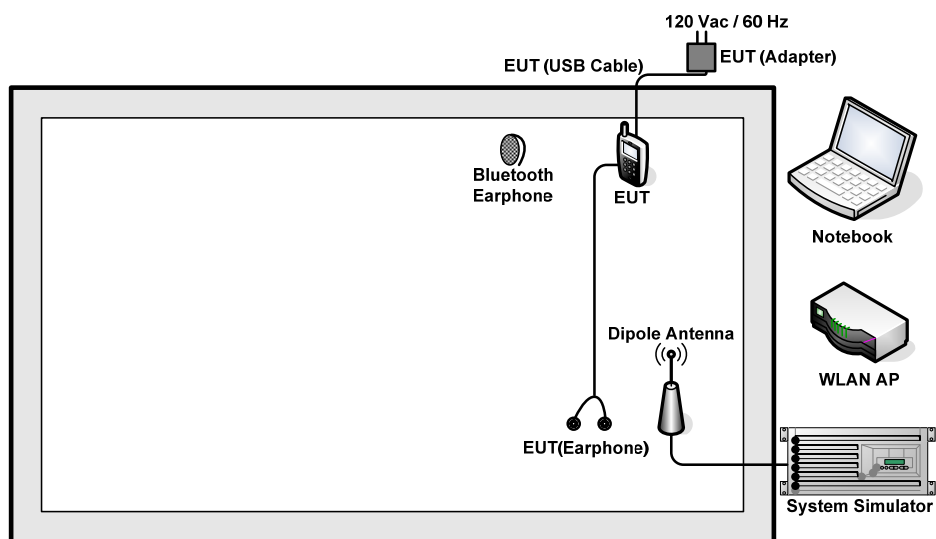 120 Vac / 60 Hz
EUT (USB Cable)
EUT (Adapter)
Bluetooth
Earphone
EUT
Notebook
Dipole Antenna
WLAN AP
EUT(Earphone)
System Simulator